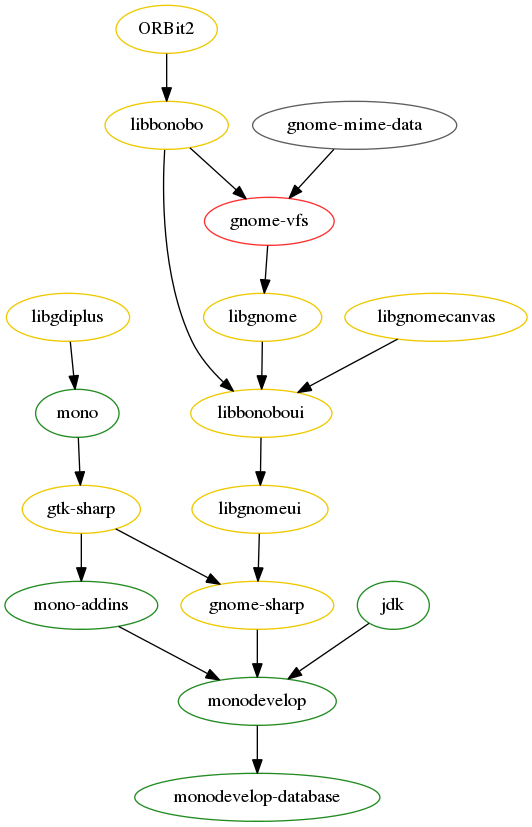 ORBit2
libbonobo
gnome-mime-data
gnome-vfs
libgdiplus
libgnome
libgnomecanvas
mono
libbonoboui
gtk-sharp
libgnomeui
mono-addins
gnome-sharp
jdk
monodevelop
monodevelop-database